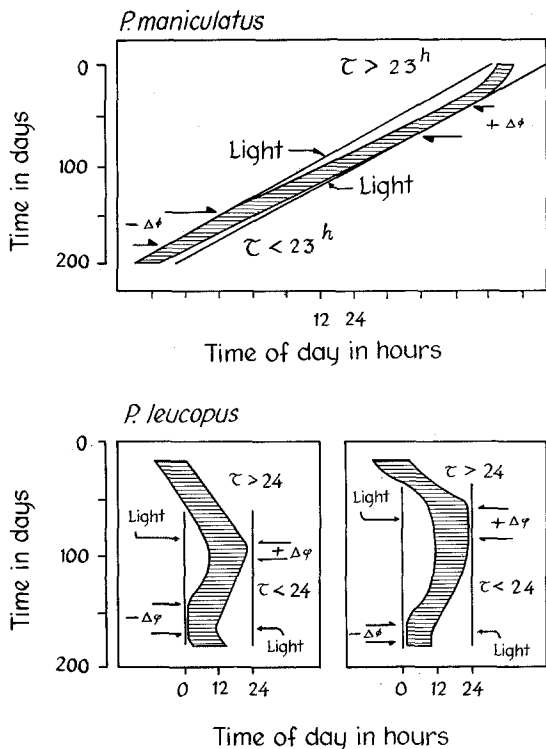 P. maniculatus
τ > 23 h
+ Δϕ
Light
Light
- Δϕ
τ < 23 h
0
100
200
Time in days
12 24
Time of day in hours
P. leucopus
0
100
200
Time in days
τ > 24
Light
+ Δφ
τ < 24
- Δφ
Light
0 12 24
τ > 24
Light
+ Δφ
τ < 24
- Δϕ
Light
0 12 24
Time of day in hours